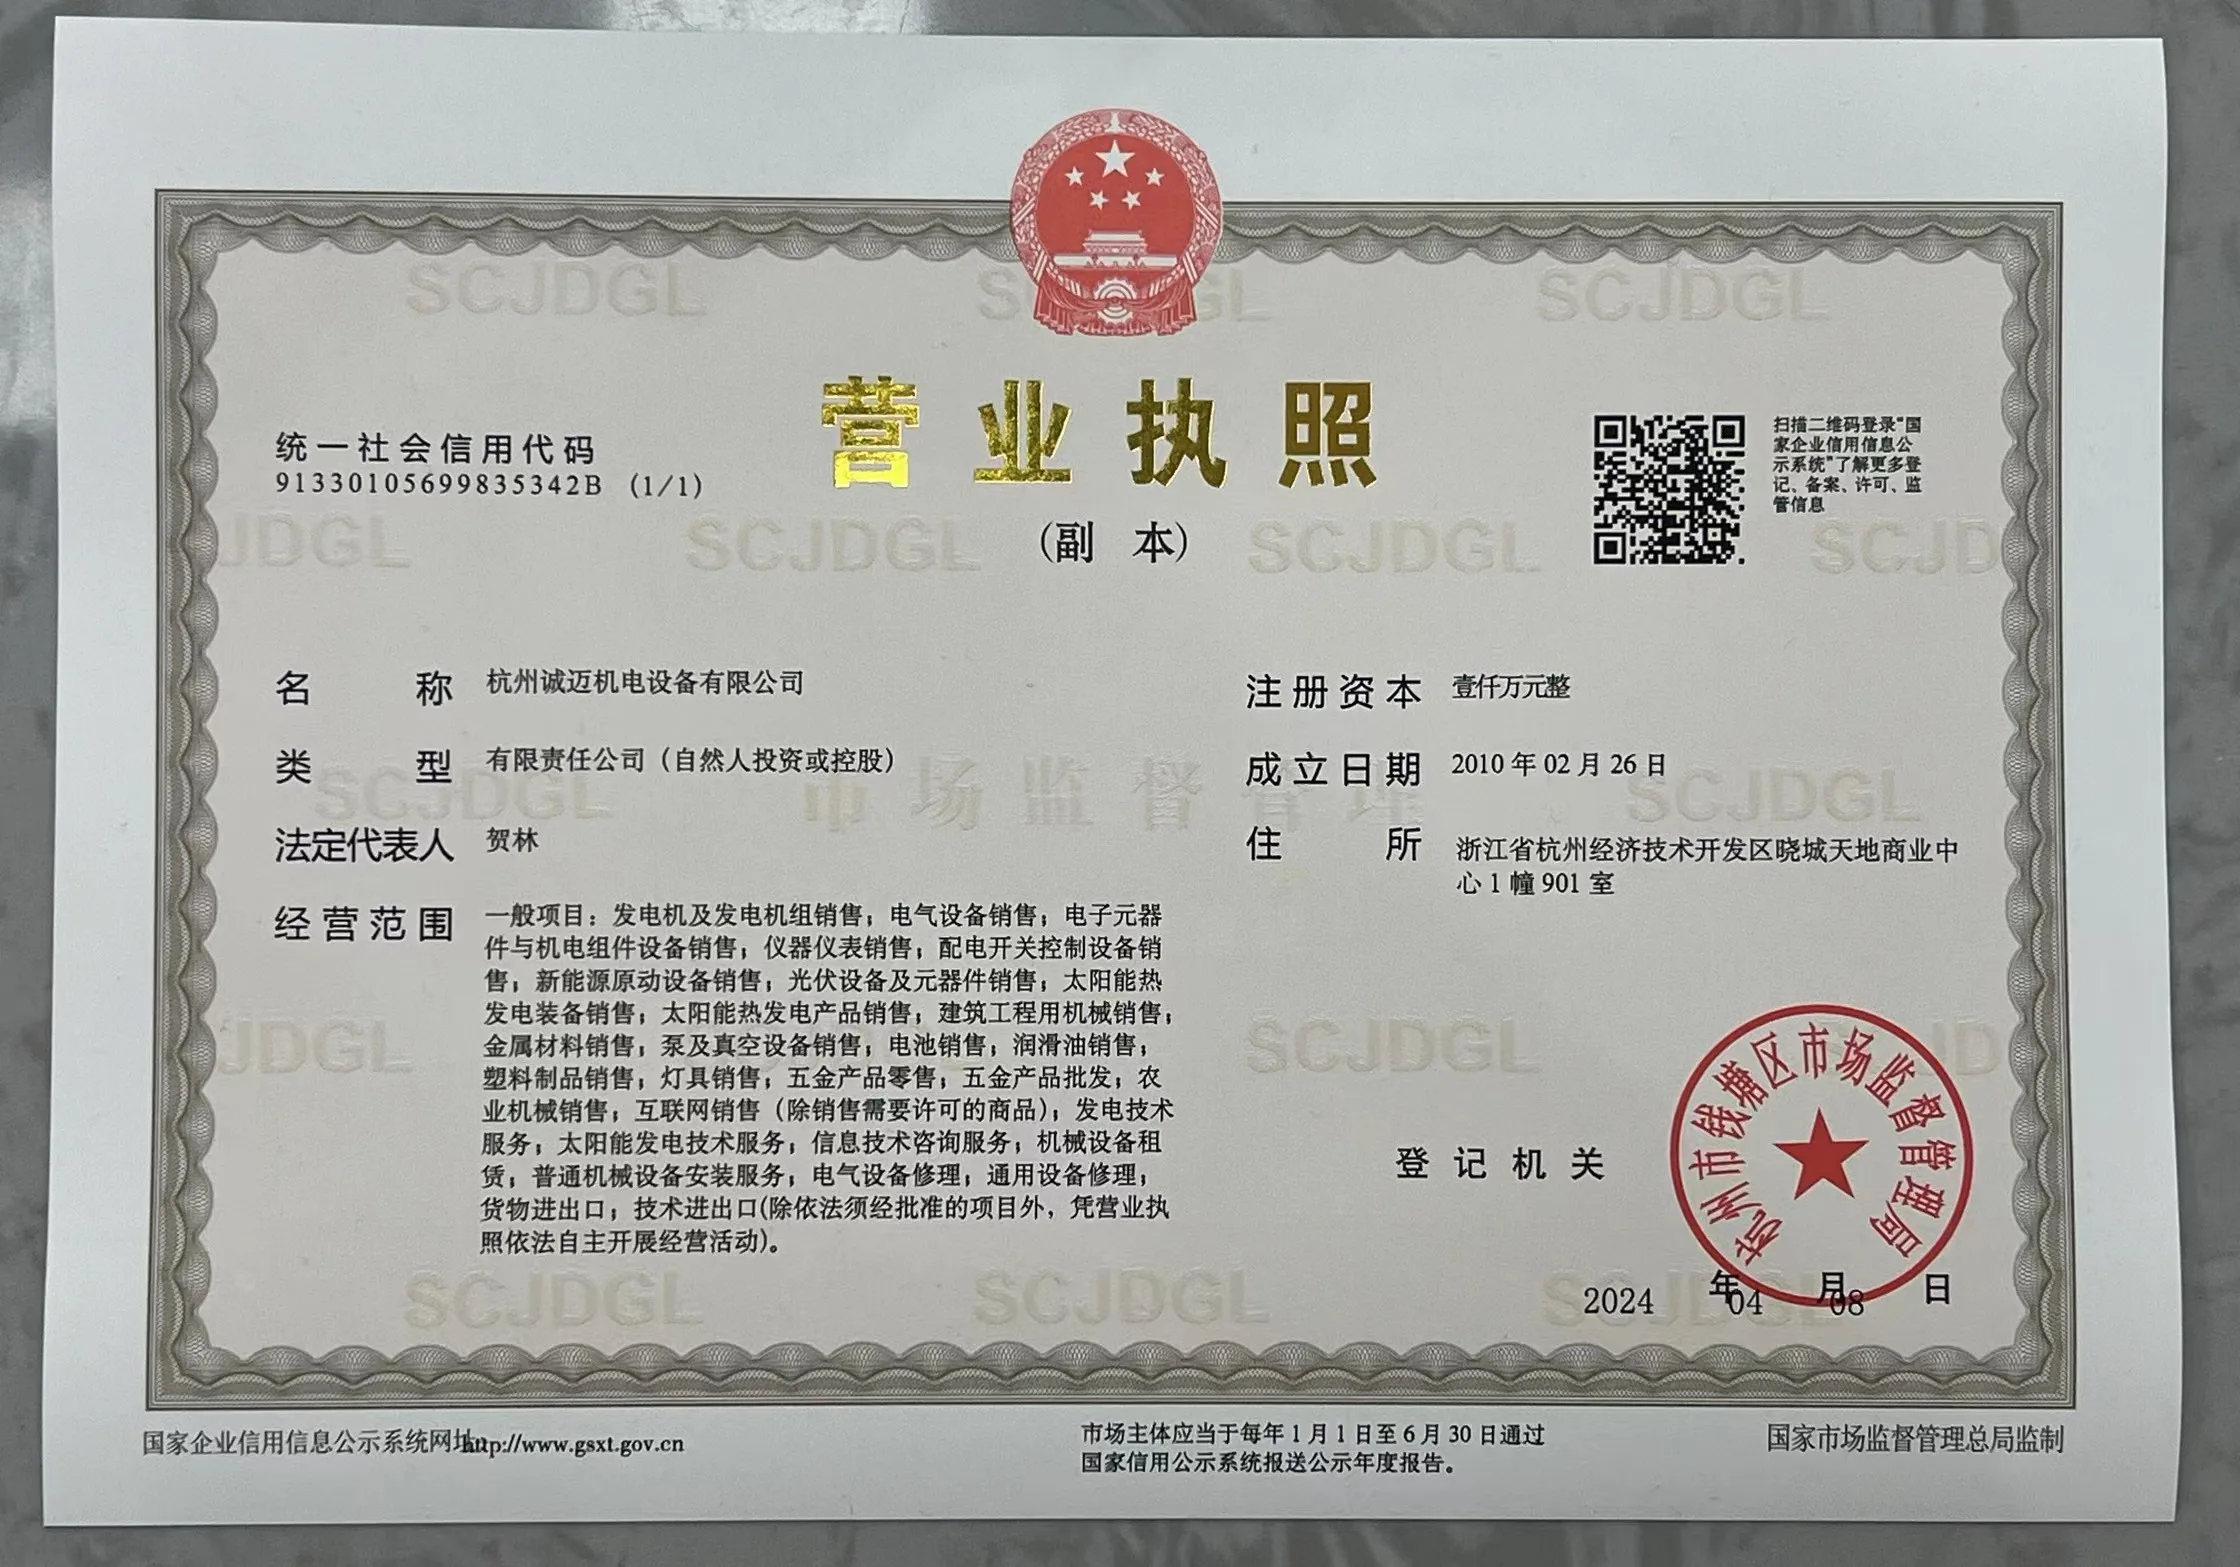 营业执照
(副 本)
统一社会信用代码
91330105699835342B (1/1)
扫描二维码登录“国
家企业信用信息公
示系统”了解更多登
记、备案、许可、监
管信息
名 称 杭州诚迈机电设备有限公司
类 型 有限责任公司（自然人投资或控股）
法定代表人 贺林
经营范围 一般项目：发电机及发电机组销售；电气设备销售；电子元器
件与机电组件设备销售；仪器仪表销售；配电开关控制设备销
售；新能源原动设备销售；光伏设备及元器件销售；太阳能热
发电装备销售；太阳能热发电产品销售；建筑工程用机械销售；
金属材料销售；泵及真空设备销售；电池销售；润滑油销售；
塑料制品销售；灯具销售；五金产品零售；五金产品批发；农
业机械销售；互联网销售（除销售需要许可的商品）；发电技术
服务；太阳能发电技术服务；信息技术咨询服务；机械设备租
赁；普通机械设备安装服务；电气设备修理；通用设备修理；
货物进出口；技术进出口(除依法须经批准的项目外，凭营业执
照依法自主开展经营活动)。
注册资本 壹仟万元整
成立日期 2010 年 02 月 26 日
住 所 浙江省杭州经济技术开发区晓城天地商业中
心 1 幢 901 室
登记机关
杭州市钱塘区市场监督管理局
2024 年 04 月 08 日
SCJDGL
市场监督管理
国家企业信用信息公示系统网址http://www.gsxt.gov.cn
市场主体应当于每年 1 月 1 日至 6 月 30 日通过
国家信用公示系统报送公示年度报告。
国家市场监督管理总局监制